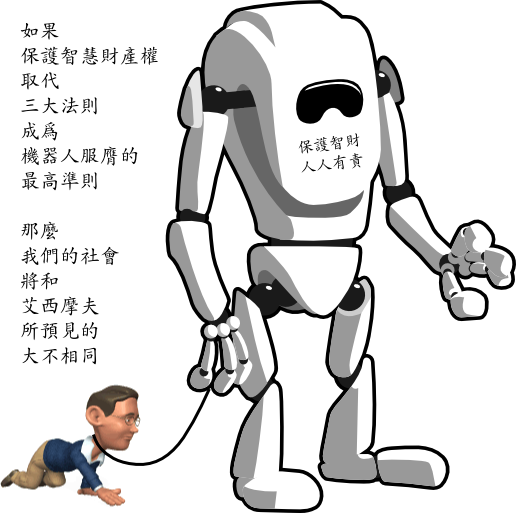 如果
保護智慧財產權
取代
三大法則
成爲
機器人服膺的
最高準則
那麼
我們的社會
將和
艾西摩夫
所預見的
大不相同
保護智財
人人有責